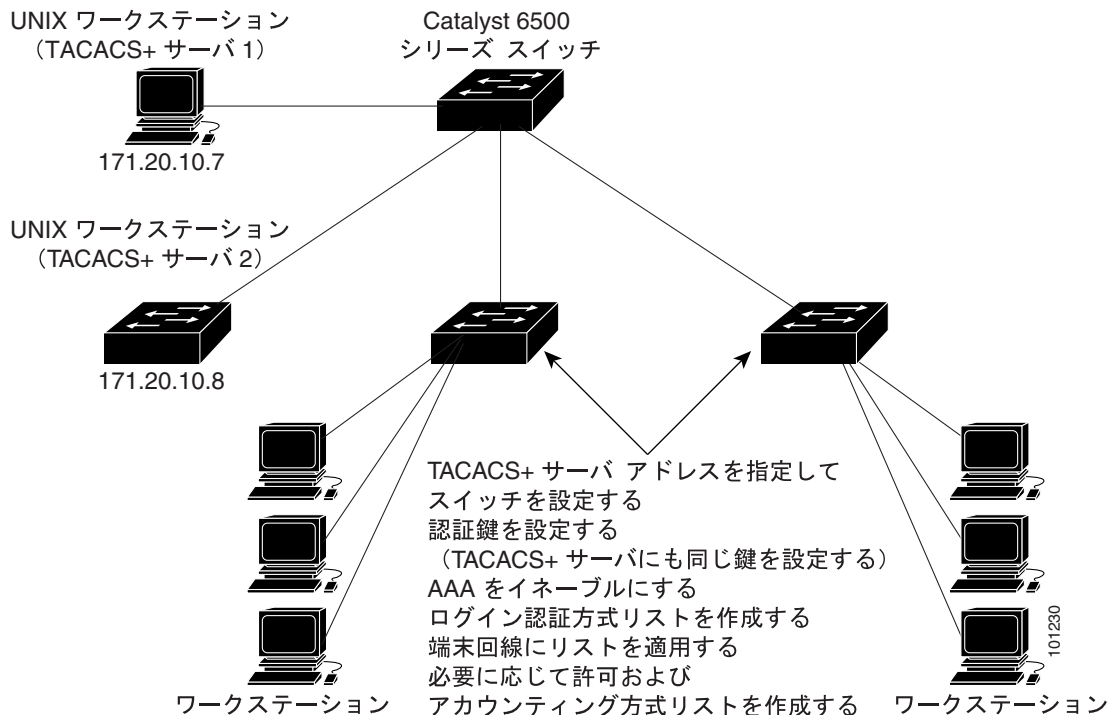 UNIX ワークステーション
（TACACS+ サーバ 1）
Catalyst 6500
シリーズ スイッチ
171.20.10.7
UNIX ワークステーション
（TACACS+ サーバ 2）
171.20.10.8
TACACS+ サーバ アドレスを指定して
スイッチを設定する
認証鍵を設定する
（TACACS+ サーバにも同じ鍵を設定する）
AAA をイネーブルにする
ログイン認証方式リストを作成する
端末回線にリストを適用する
必要に応じて許可および
アカウンティング方式リストを作成する
ワークステーション
ワークステーション
101230